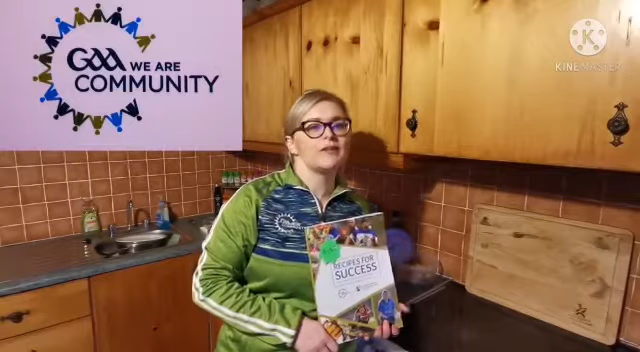 GAA WE ARE
COMMUNITY
KINEMASTER
RECIPES FOR
SUCCESS